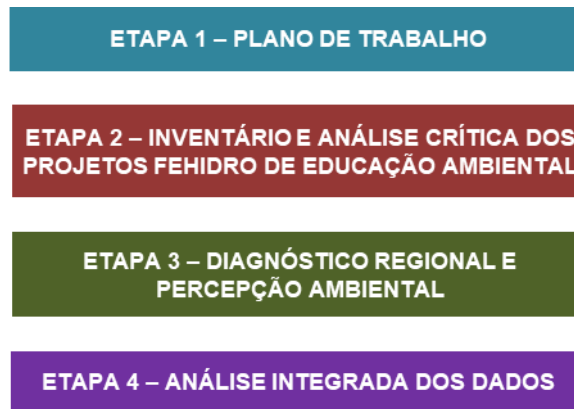 ETAPA 1 – PLANO DE TRABALHO
ETAPA 2 – INVENTÁRIO E ANÁLISE CRÍTICA DOS
PROJETOS FEHIDRO DE EDUCAÇÃO AMBIENTAL
ETAPA 3 – DIAGNÓSTICO REGIONAL E
PERCEPÇÃO AMBIENTAL
ETAPA 4 – ANÁLISE INTEGRADA DOS DADOS